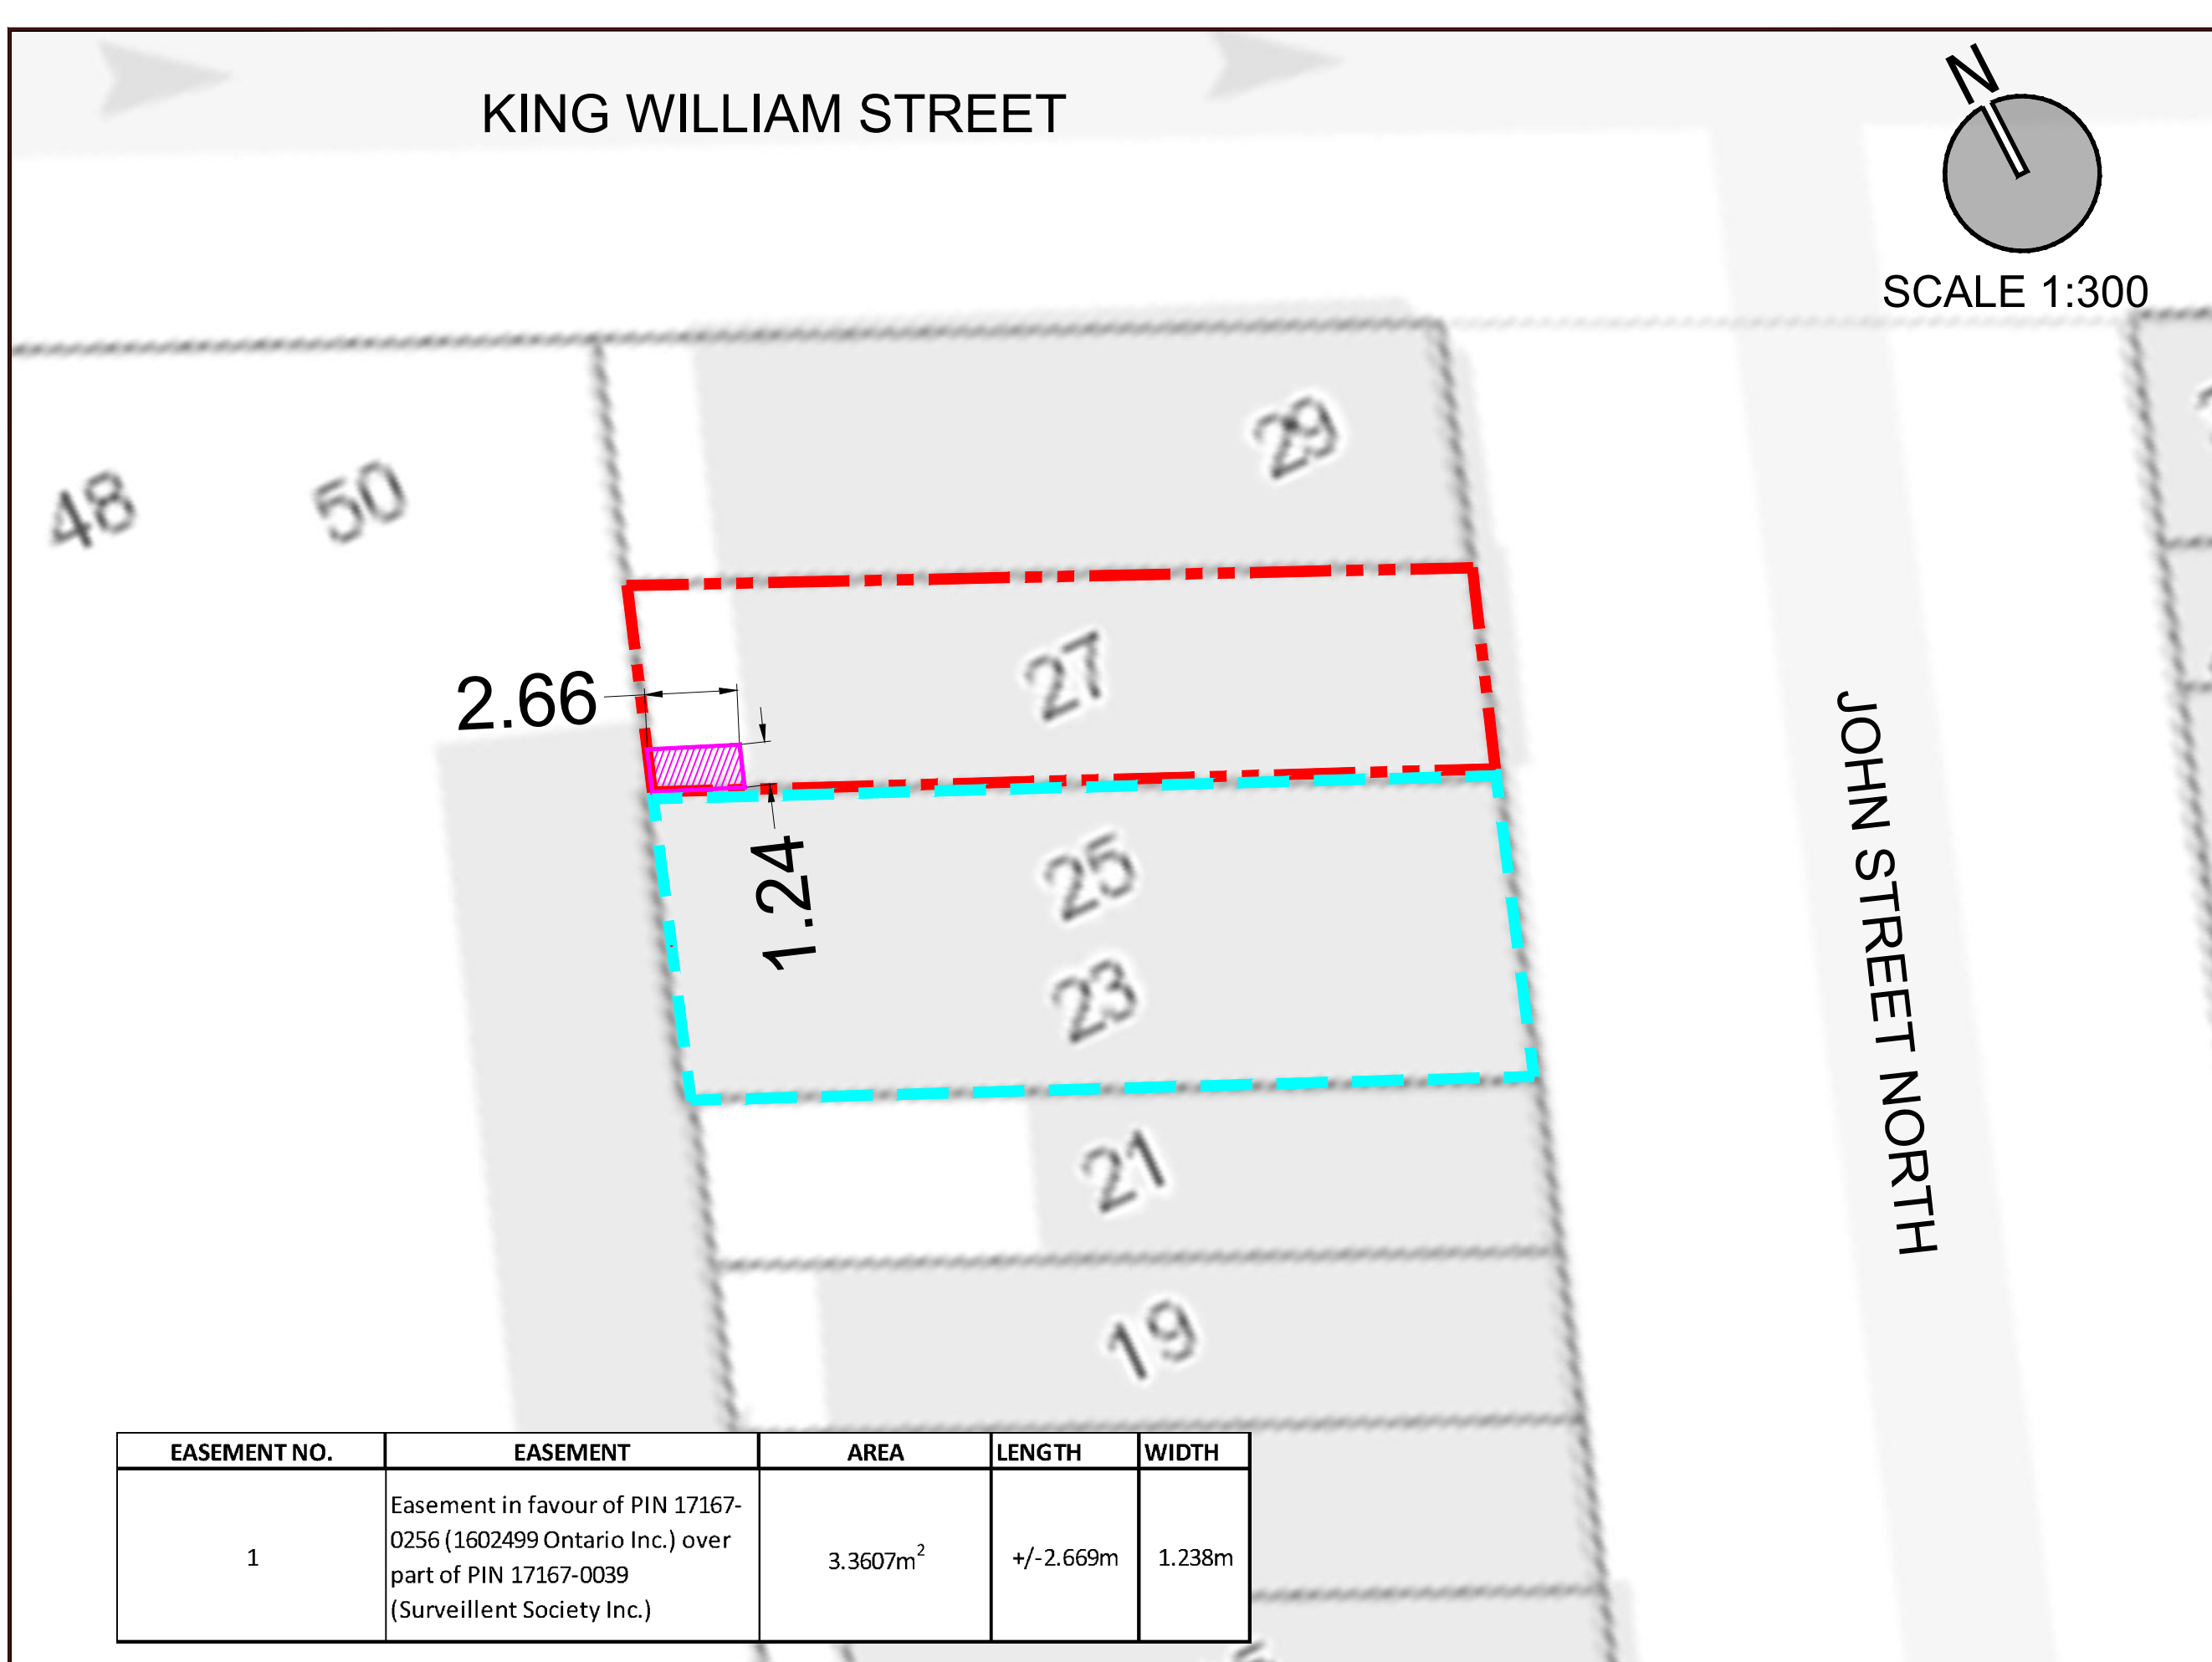 KING WILLIAM STREET
N
SCALE 1:300
29
48
50
27
2.66
JOHN STREET NORTH
1.24
25
23
21
19
EASEMENT NO. EASEMENT AREA LENGTH WIDTH
1
Easement in favour of PIN 17167-
0256 (1602499 Ontario Inc.) over
part of PIN 17167-0039
(Surveillent Society Inc.)
3.3607m² +/-2.669m 1.238m